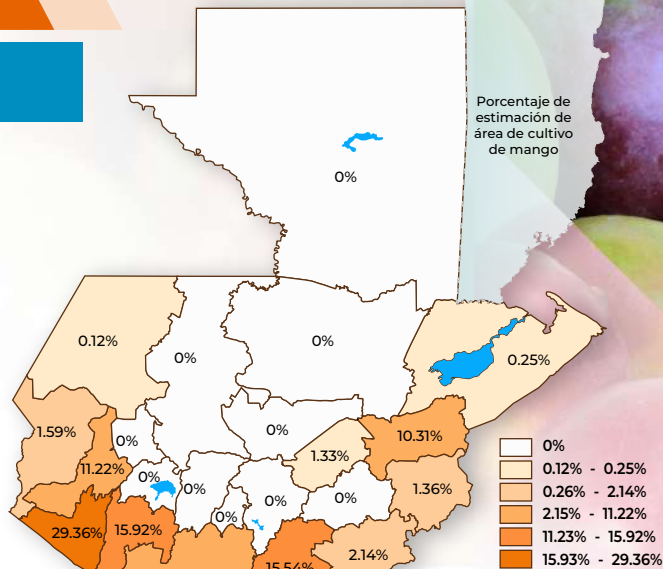 Porcentaje de
estimación de
área de cultivo
de mango
0%
0.12%
0%
0%
0.25%
1.59%
0%
0%
10.31%
11.22%
1.33%
0%
0%
0%
0%
1.36%
0%
29.36%
15.92%
2.14%
15.54%
0%
0.12% - 0.25%
0.26% - 2.14%
2.15% - 11.22%
11.23% - 15.92%
15.93% - 29.36%